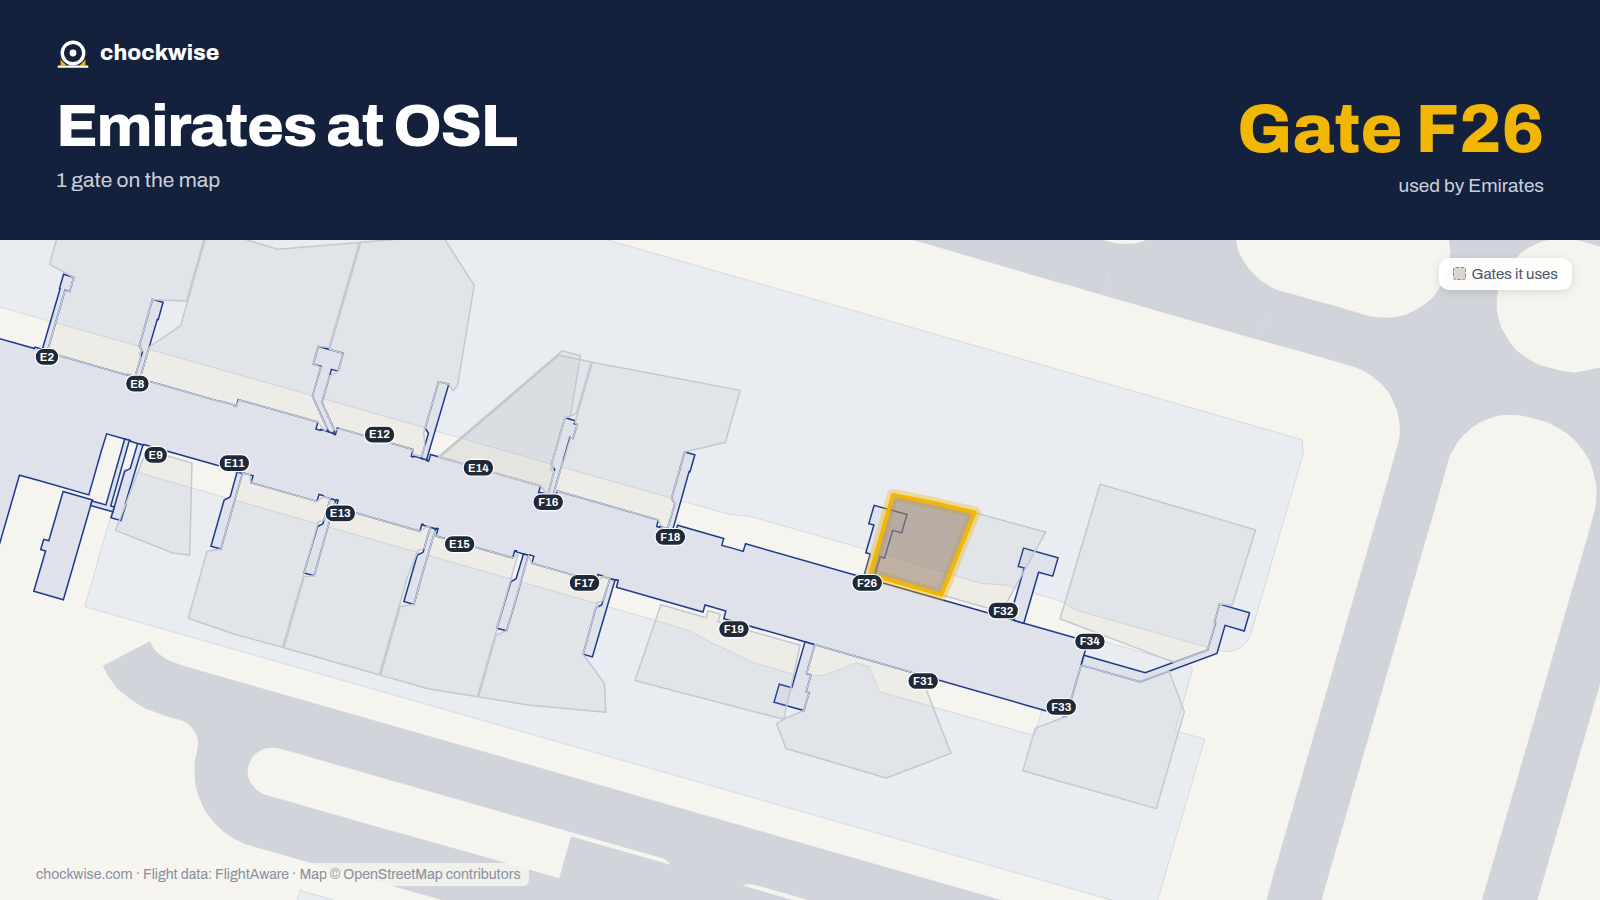 chockwise
Emirates at OSL
1 gate on the map
Gate F26
used by Emirates
Gates it uses
E2
E8
E12
E9
E11
E14
F16
E13
F18
E15
F17
F26
F32
F19
F34
F31
F33
chockwise.com · Flight data: FlightAware · Map © OpenStreetMap contributors